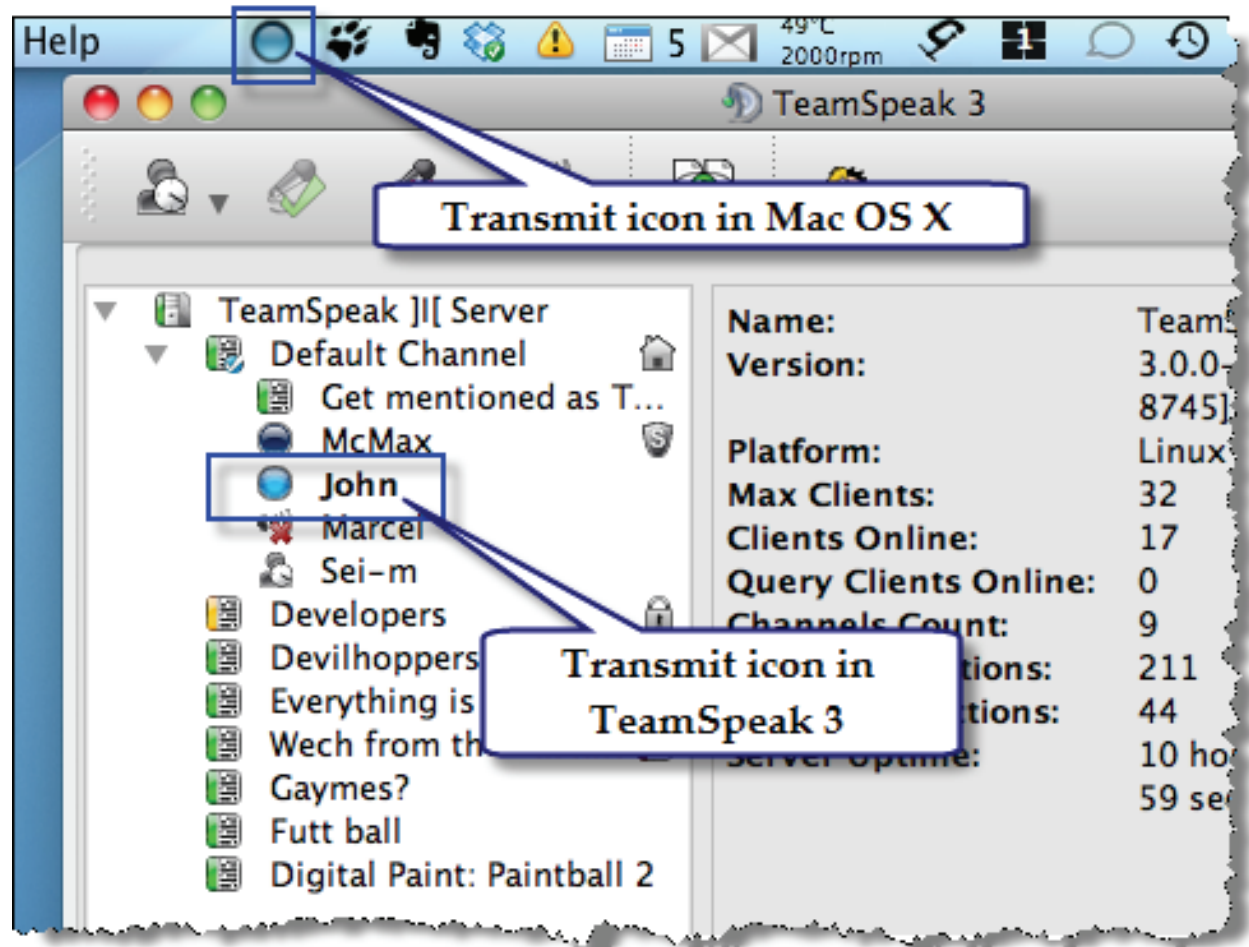 Help
5
49°C
2000rpm
1
TeamSpeak 3
Transmit icon in Mac OS X
TeamSpeak ]I[ Server
Default Channel
Get mentioned as T...
McMax
S
John
Marcel
Sei-m
Developers
Devilhoppers
Everything is
Wech from th
Gaymes?
Futt ball
Digital Paint: Paintball 2
Name:
Version: 3.0.0-
8745]
Platform: Linux
Max Clients: 32
Clients Online: 17
Query Clients Online: 0
Channels Count: 9
211
44
Server Uptime: 10
59
Transmit icon in
TeamSpeak 3